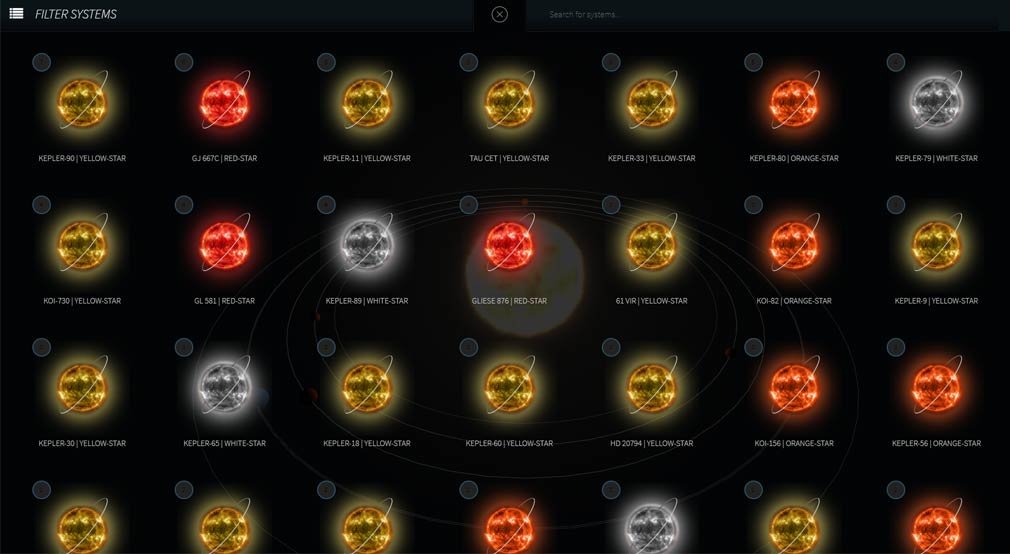 FILTER SYSTEMS
Search for systems...
KEPLER-90 | YELLOW-STAR
GJ 667C | RED-STAR
KEPLER-11 | YELLOW-STAR
TAU CET | YELLOW-STAR
KEPLER-33 | YELLOW-STAR
KEPLER-80 | ORANGE-STAR
KEPLER-79 | WHITE-STAR
KOI-730 | YELLOW-STAR
GL 581 | RED-STAR
KEPLER-89 | WHITE-STAR
GLIESE 876 | RED-STAR
61 VIR | YELLOW-STAR
KOI-82 | ORANGE-STAR
KEPLER-9 | YELLOW-STAR
KEPLER-30 | YELLOW-STAR
KEPLER-65 | WHITE-STAR
KEPLER-18 | YELLOW-STAR
KEPLER-60 | YELLOW-STAR
HD 20794 | YELLOW-STAR
KOI-156 | ORANGE-STAR
KEPLER-56 | ORANGE-STAR